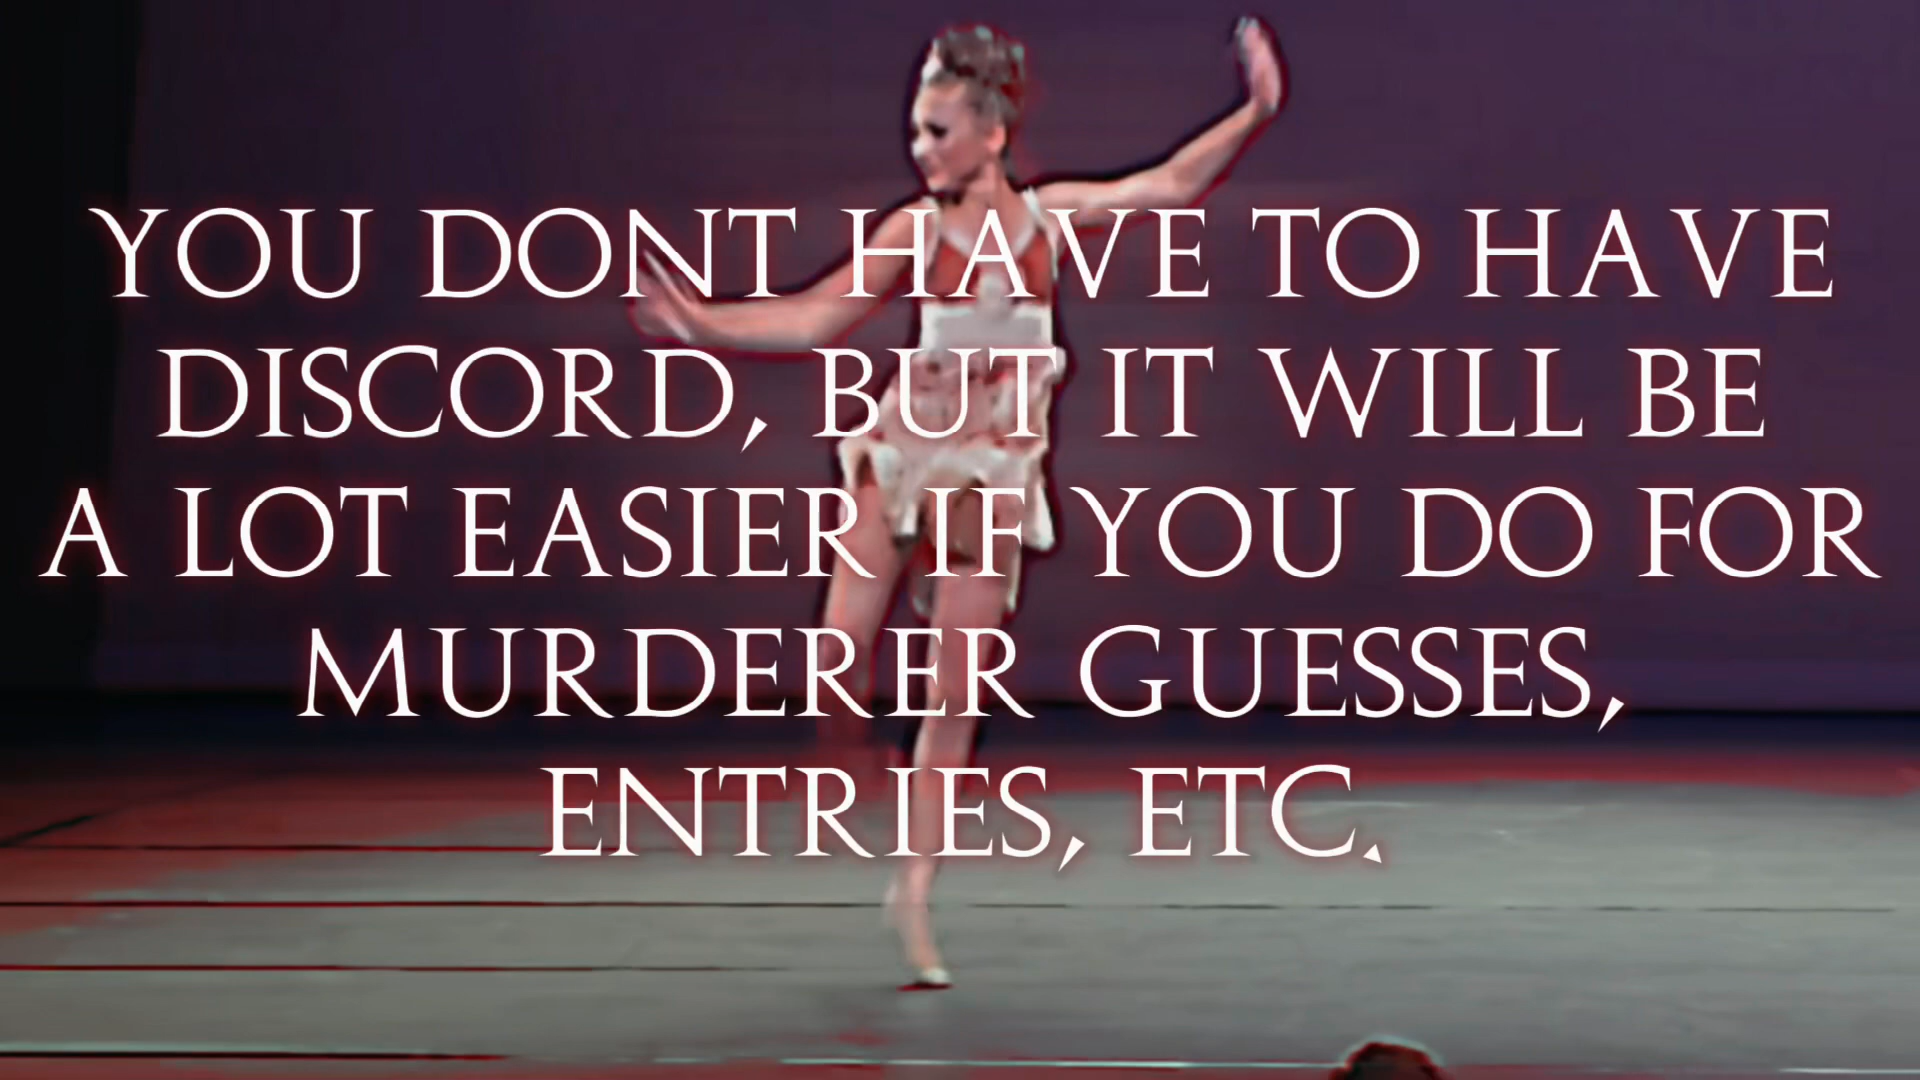 YOU DONT HAVE TO HAVE
DISCORD, BUT IT WILL BE
A LOT EASIER IF YOU DO FOR
MURDERER GUESSES,
ENTRIES, ETC.